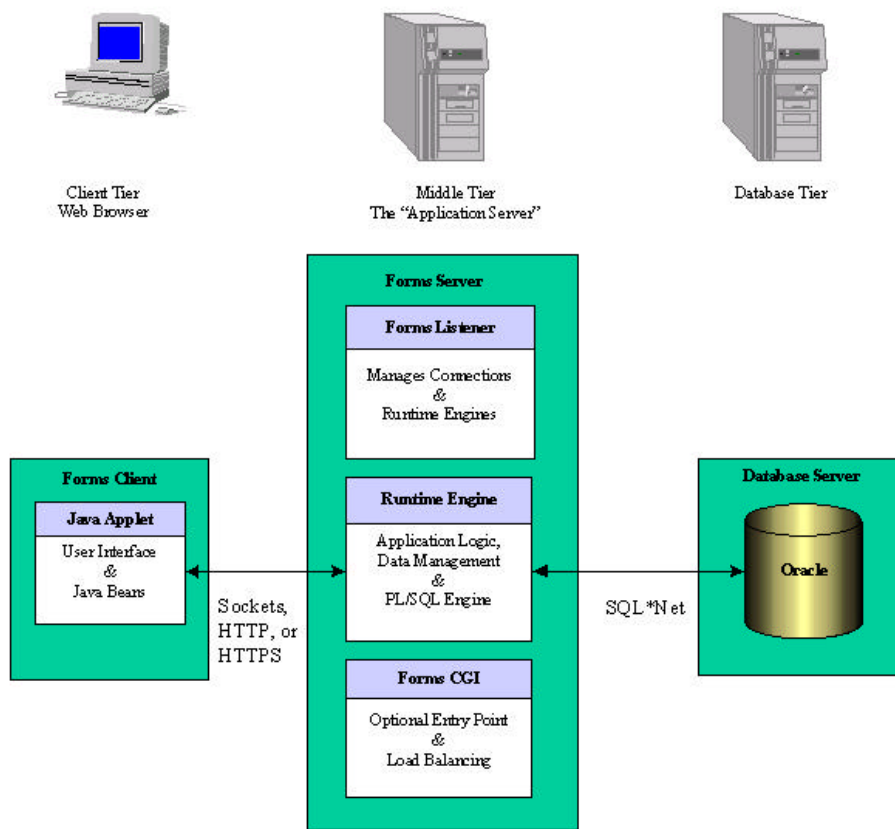 Client Tier
Web Browser
Middle Tier
The “Application Server”
Database Tier
Forms Server
Forms Listener
Manages Connections
&
Runtime Engines
Forms Client
Java Applet
User Interface
&
Java Beans
Sockets,
HTTP, or
HTTPS
Runtime Engine
Application Logic,
Data Management
&
PL/SQL Engine
SQL*Net
Database Server
Oracle
Forms CGI
Optional Entry Point
&
Load Balancing